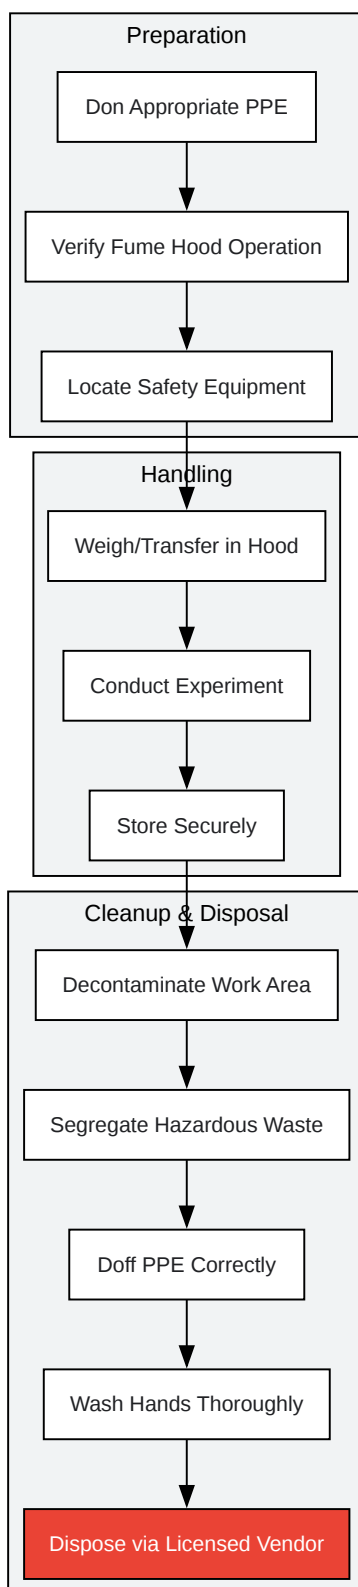 Preparation
Don Appropriate PPE
Verify Fume Hood Operation
Locate Safety Equipment
Handling
Weigh/Transfer in Hood
Conduct Experiment
Store Securely
Cleanup & Disposal
Decontaminate Work Area
Segregate Hazardous Waste
Doff PPE Correctly
Wash Hands Thoroughly
Dispose via Licensed Vendor